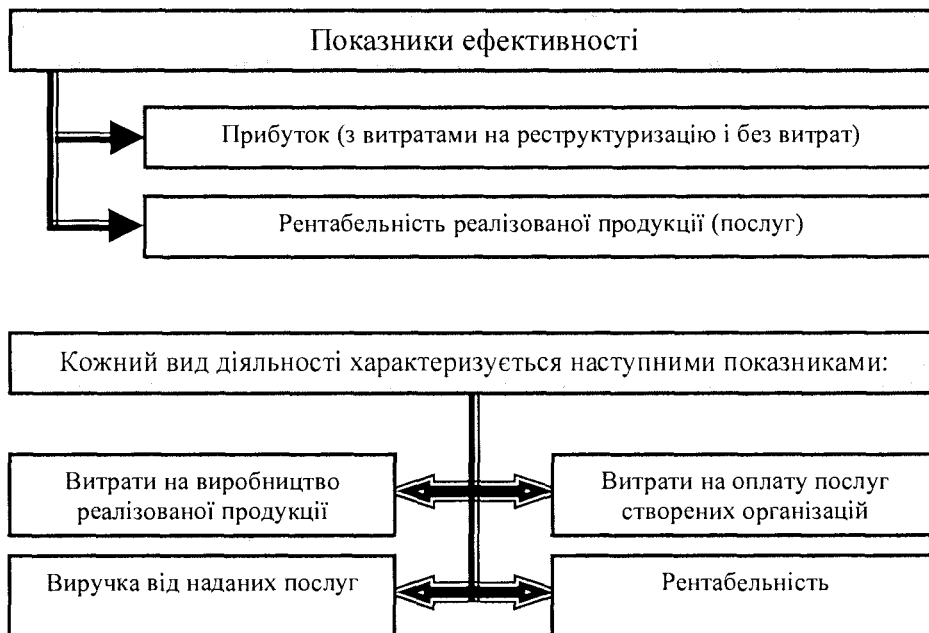 Показники ефективності
Прибуток (з витратами на реструктуризацію і без витрат)
Рентабельність реалізованої продукції (послуг)
Кожний вид діяльності характеризується наступними показниками:
Витрати на виробництво
реалізованої продукції
Витрати на оплату послуг
створених організацій
Виручка від наданих послуг
Рентабельність